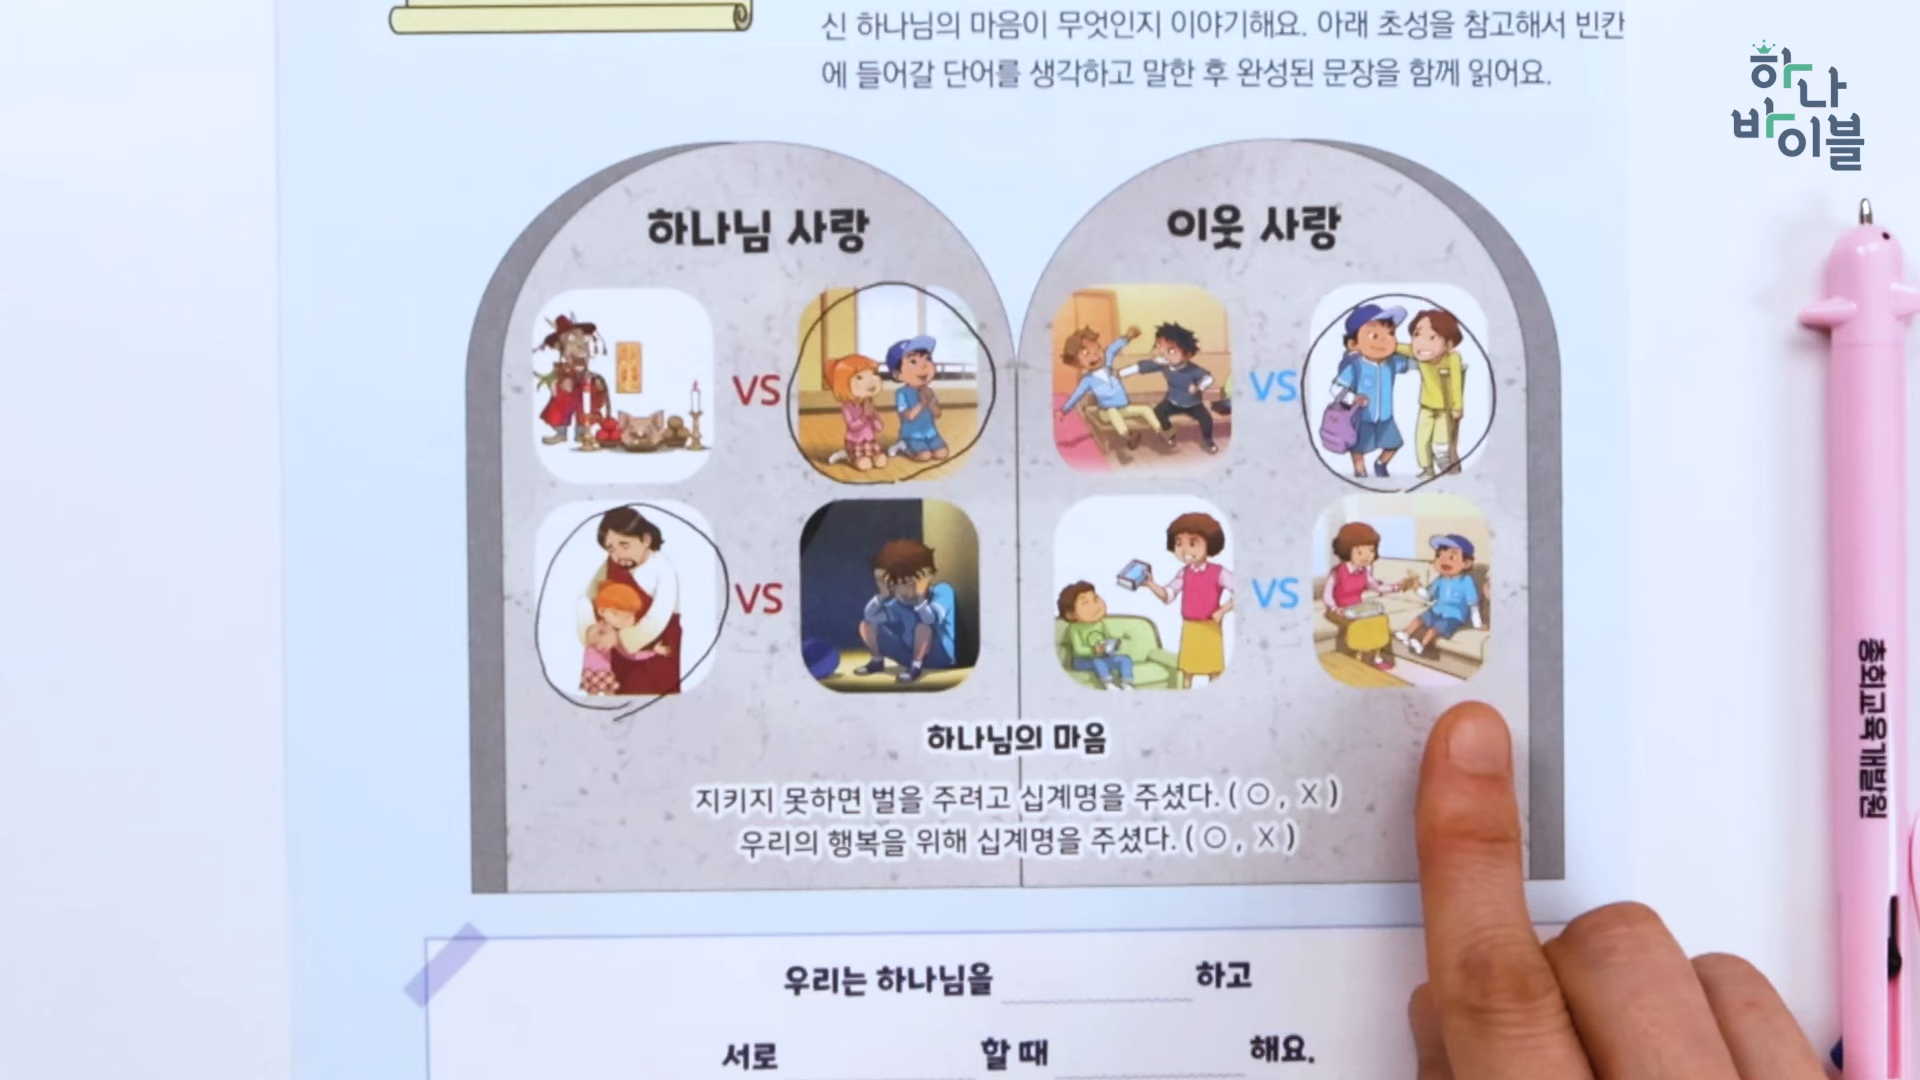 신 하나님의 마음이 무엇인지 이야기해요. 아래 초성을 참고해서 빈칸
에 들어갈 단어를 생각하고 말한 후 완성된 문장을 함께 읽어요.
하나
바이블
하나님 사랑
이웃 사랑
VS
VS
VS
VS
하나님의 마음
지키지 못하면 벌을 주려고 십계명을 주셨다. ( O , X )
우리의 행복을 위해 십계명을 주셨다. ( O , X )
우리는 하나님을 하고
서로 할 때 해요.
총회교육개발원